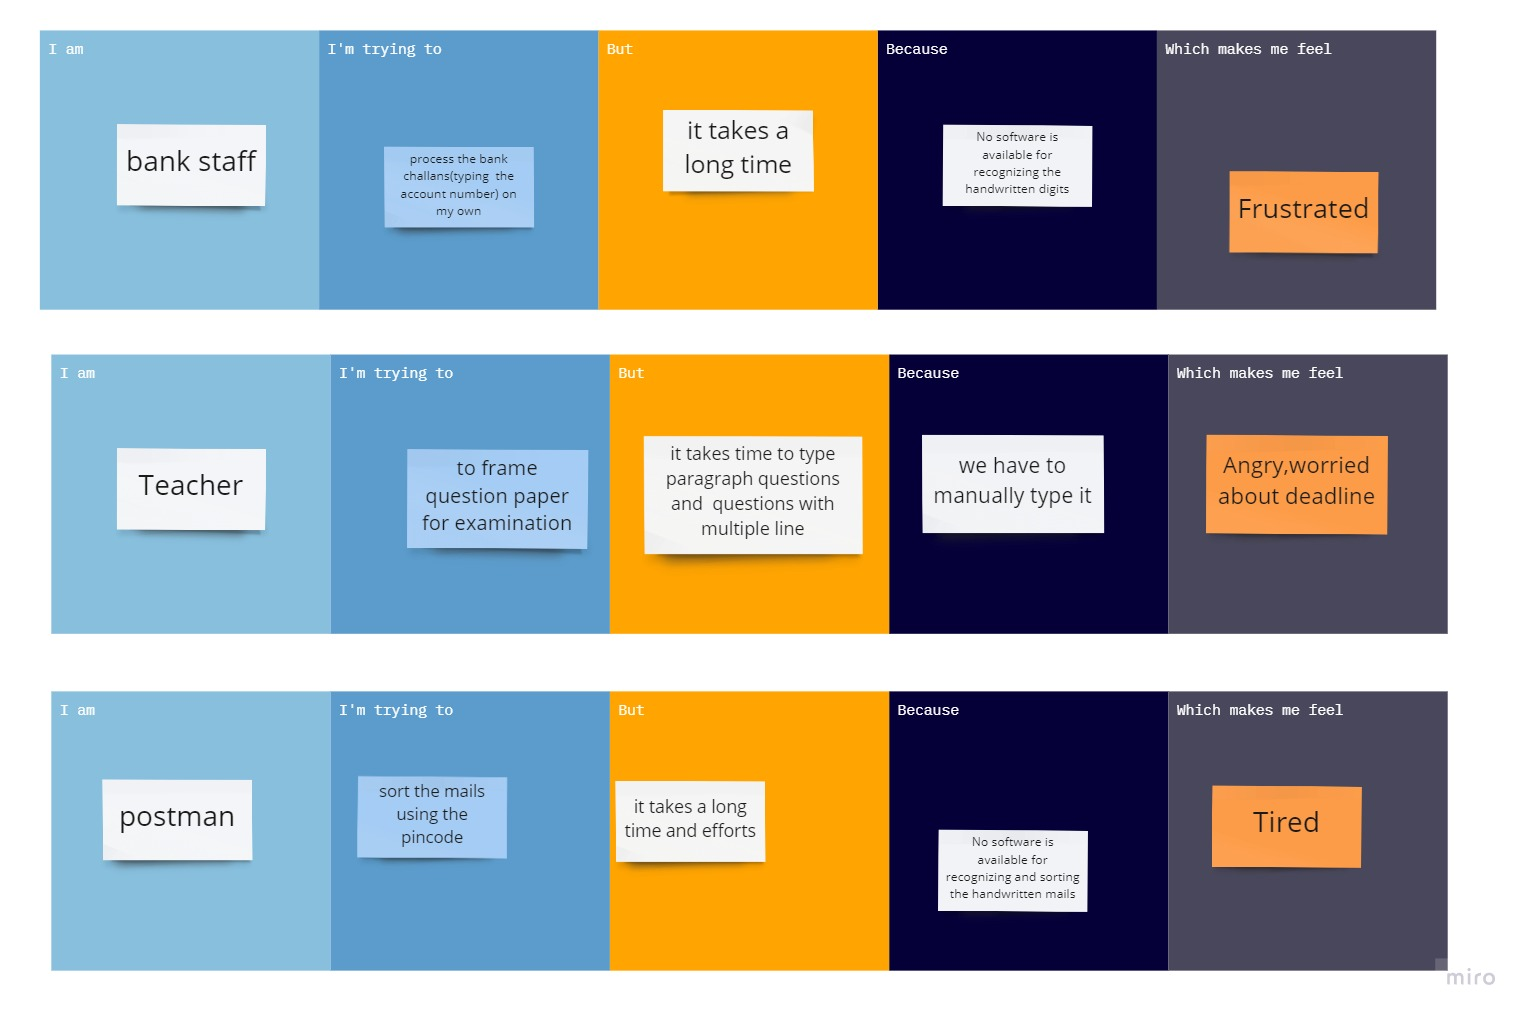 I am
I'm trying to
But
Because
Which makes me feel
bank staff
process the bank
challans(typing  the
account number) on
my own
it takes a
long time
No software is
available for
recognizing the
handwritten digits
Frustrated
I am
I'm trying to
But
Because
Which makes me feel
Teacher
to frame
question paper
for examination
it takes time to type
paragraph questions
and  questions with
multiple line
we have to
manually type it
Angry,worried
about deadline
I am
I'm trying to
But
Because
Which makes me feel
postman
sort the mails
using the
pincode
it takes a long
time and efforts
No software is
available for
recognizing and sorting
the handwritten mails
Tired
miro